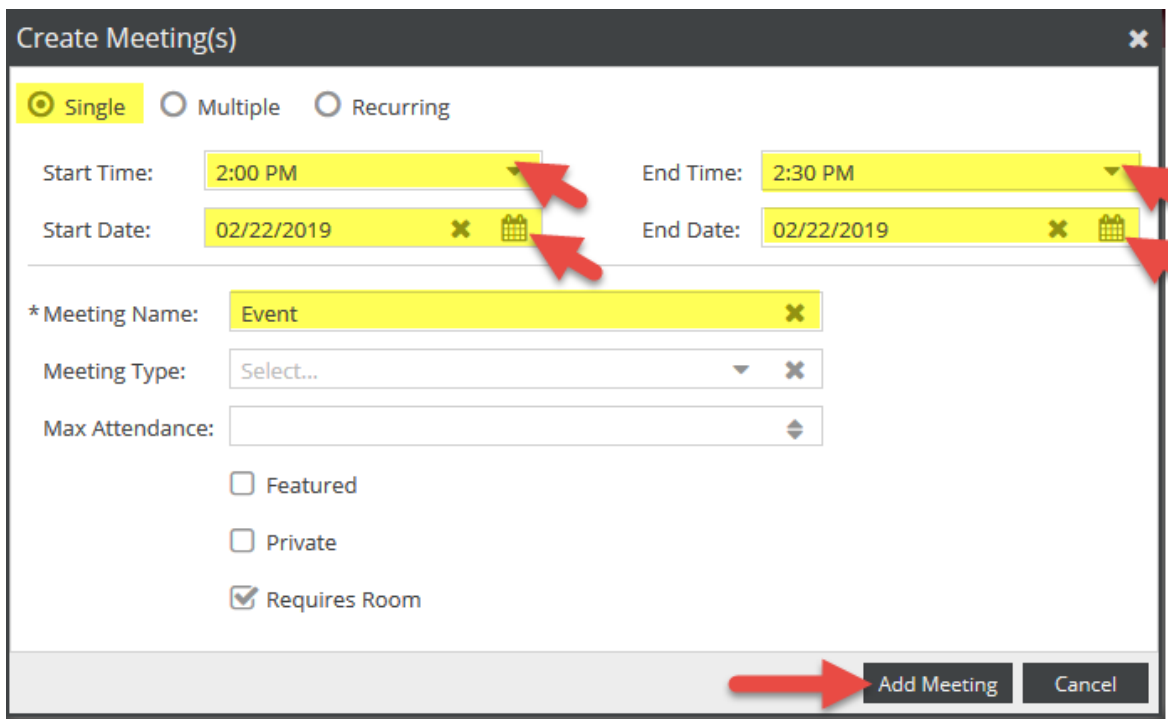 Create Meeting(s)
Single Multiple Recurring
Start Time: 2:00 PM End Time: 2:30 PM
Start Date: 02/22/2019 End Date: 02/22/2019
* Meeting Name: Event
Meeting Type: Select...
Max Attendance:
Featured
Private
Requires Room
Add Meeting Cancel